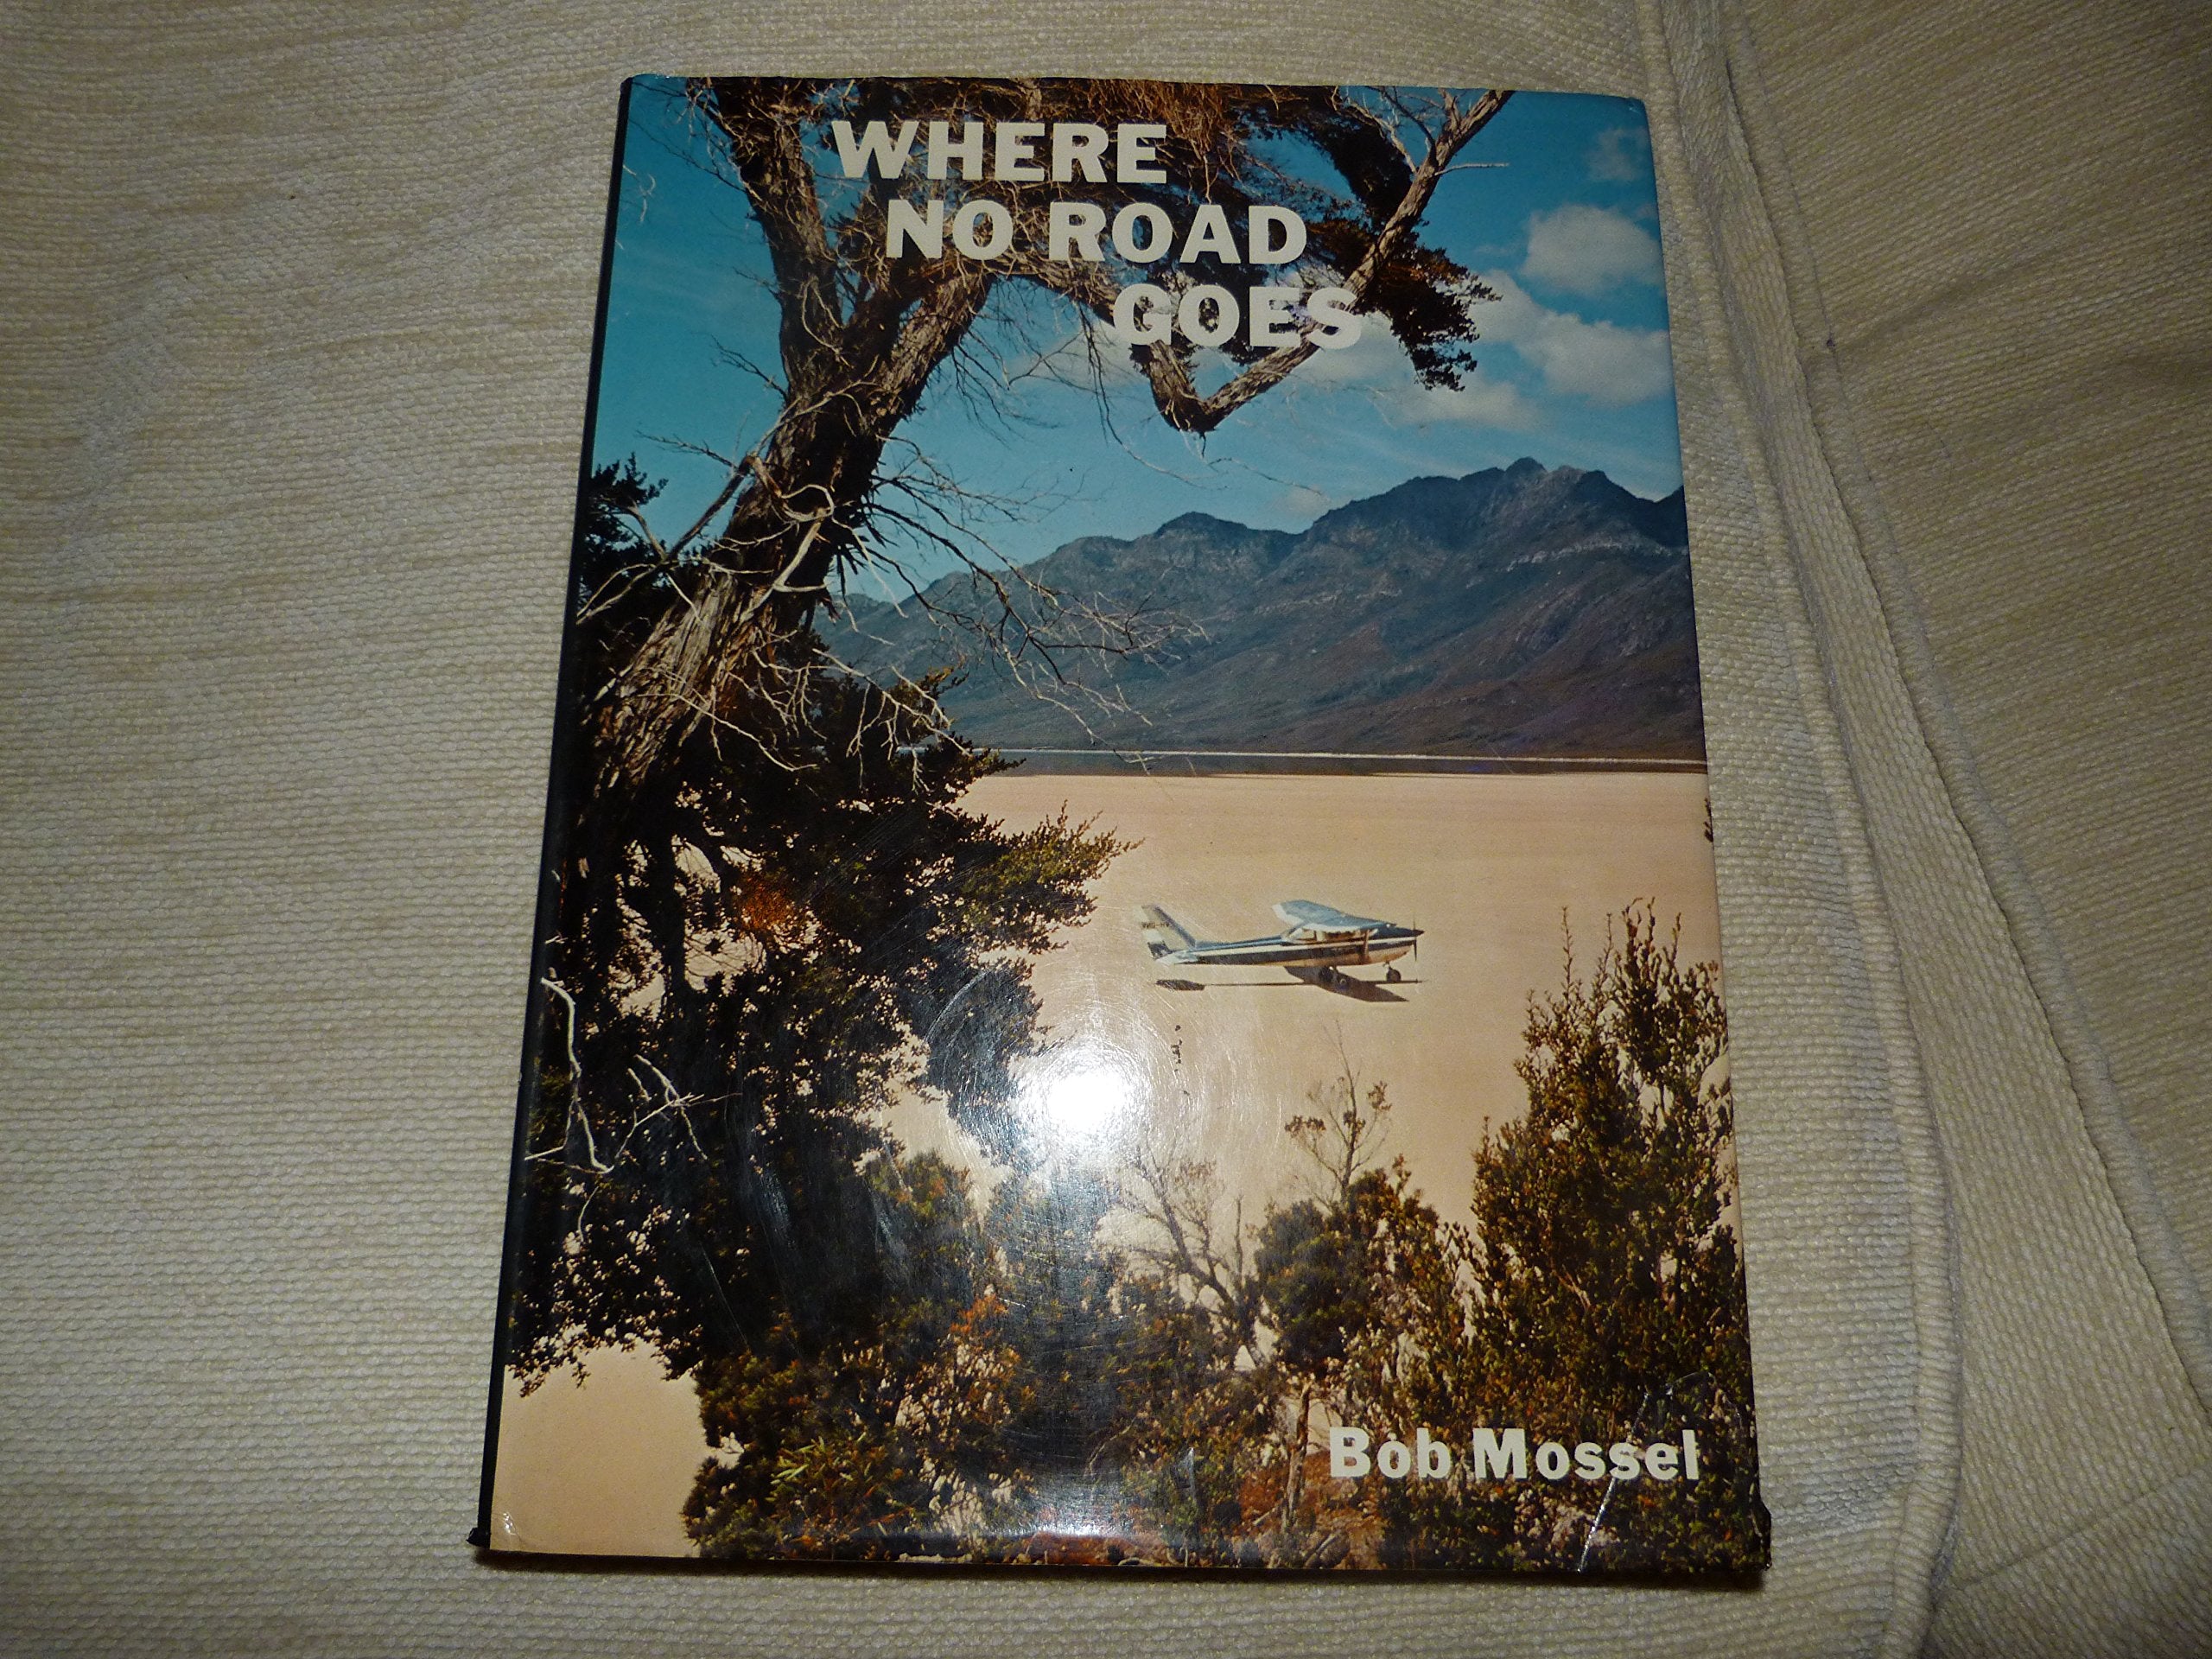 WHERE
NO ROAD
GOES
Bob Mossel